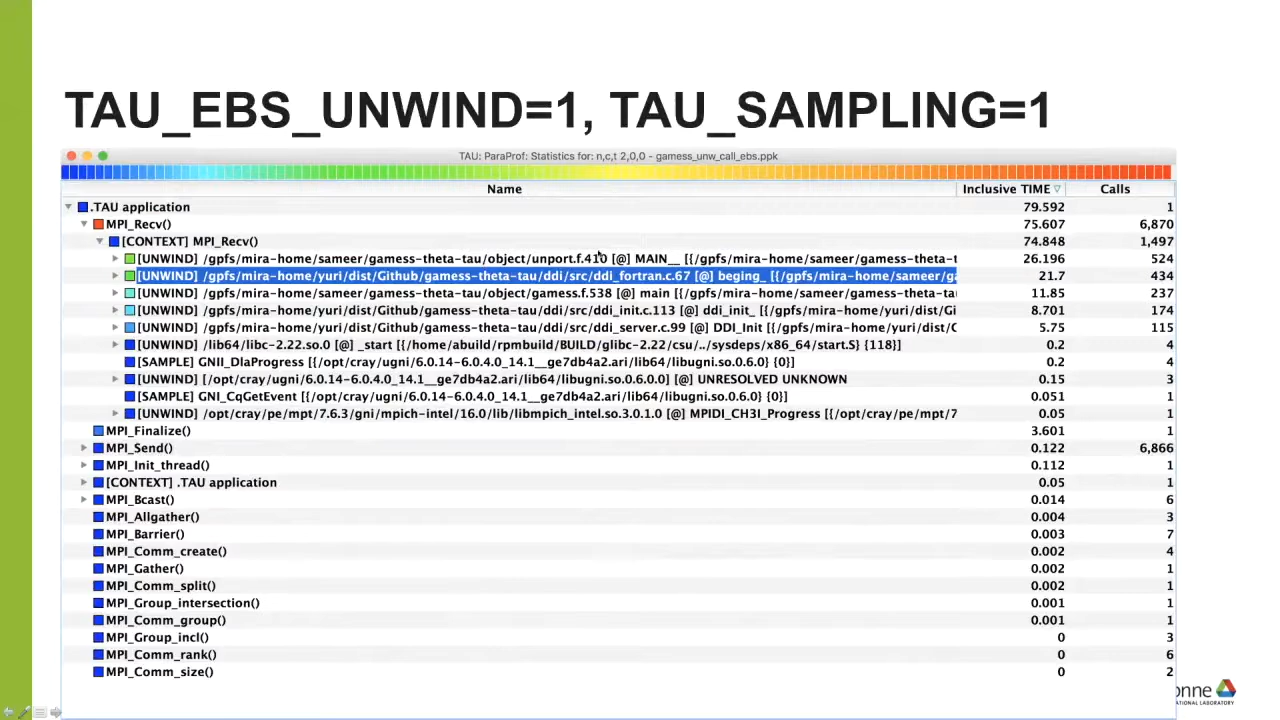 TAU_EBS_UNWIND=1, TAU_SAMPLING=1
TAU: ParaProf: Statistics for: n,c,t 2,0,0 - gamess_unw_call_ebs.ppk
Name Inclusive TIME Calls
.TAU application 79.592 1
MPI_Recv() 75.607 6,870
[CONTEXT] MPI_Recv() 74.848 1,497
[UNWIND] /gpfs/mira-home/sameer/gamess-theta-tau/object/unport.f.410 [@] MAIN__ [{/gpfs/mira-home/sameer/gamess-theta-t 26.196 524
[UNWIND] /gpfs/mira-home/yuri/dist/Github/gamess-theta-tau/ddi/src/ddi_fortran.c.67 [@] beging_ [{/gpfs/mira-home/sameer/ga 21.7 434
[UNWIND] /gpfs/mira-home/sameer/gamess-theta-tau/object/gamess.f.538 [@] main [{/gpfs/mira-home/sameer/gamess-theta-tau 11.85 237
[UNWIND] /gpfs/mira-home/yuri/dist/Github/gamess-theta-tau/ddi/src/ddi_init.c.113 [@] ddi_init_ [{/gpfs/mira-home/yuri/dist/Gi 8.701 174
[UNWIND] /gpfs/mira-home/yuri/dist/Github/gamess-theta-tau/ddi/src/ddi_server.c.99 [@] DDI_Init [{/gpfs/mira-home/yuri/dist/G 5.75 115
[UNWIND] /lib64/libc-2.22.so.0 [@] _start [{/home/abuild/rpmbuild/BUILD/glibc-2.22/csu/../sysdeps/x86_64/start.S} {118}] 0.2 4
[SAMPLE] GNII_DlaProgress [{/opt/cray/ugni/6.0.14-6.0.4.0_14.1__ge7db4a2.ari/lib64/libugni.so.0.6.0} {0}] 0.2 4
[UNWIND] [/opt/cray/ugni/6.0.14-6.0.4.0_14.1__ge7db4a2.ari/lib64/libugni.so.0.6.0.0] [@] UNRESOLVED UNKNOWN 0.15 3
[SAMPLE] GNI_CqGetEvent [{/opt/cray/ugni/6.0.14-6.0.4.0_14.1__ge7db4a2.ari/lib64/libugni.so.0.6.0} {0}] 0.051 1
[UNWIND] /opt/cray/pe/mpt/7.6.3/gni/mpich-intel/16.0/lib/libmpich_intel.so.3.0.1.0 [@] MPIDI_CH3I_Progress [{/opt/cray/pe/mpt/7 0.05 1
MPI_Finalize() 3.601 1
MPI_Send() 0.122 6,866
MPI_Init_thread() 0.112 1
[CONTEXT] .TAU application 0.05 1
MPI_Bcast() 0.014 6
MPI_Allgather() 0.004 3
MPI_Barrier() 0.003 7
MPI_Comm_create() 0.002 4
MPI_Gather() 0.002 1
MPI_Comm_split() 0.002 1
MPI_Group_intersection() 0.001 1
MPI_Comm_group() 0.001 1
MPI_Group_incl() 0 3
MPI_Comm_rank() 0 6
MPI_Comm_size() 0 2
onne
LABORATORY